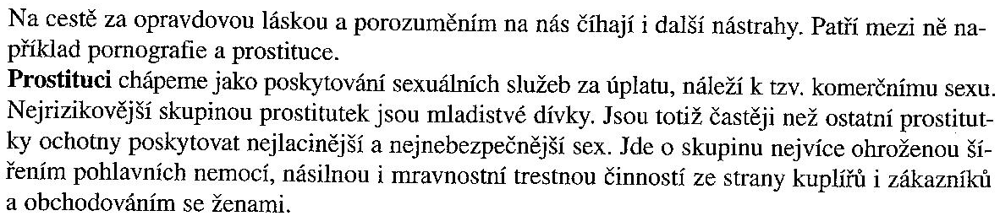 Na cestě za opravdovou láskou a porozuměním na nás číhají i další nástrahy. Patří mezi ně na-
příklad pornografie a prostituce.
Prostituci chápeme jako poskytování sexuálních služeb za úplatu, náleží k tzv. komerčnímu sexu.
Nejrizikovější skupinou prostitutek jsou mladistvé dívky. Jsou totiž častěji než ostatní prostitut-
ky ochotny poskytovat nejlacinější a nejnebezpečnější sex. Jde o skupinu nejvíce ohroženou ší-
řením pohlavních nemocí, násilnou i mravnostní trestnou činností ze strany kuplířů i zákazníků
a obchodováním se ženami.